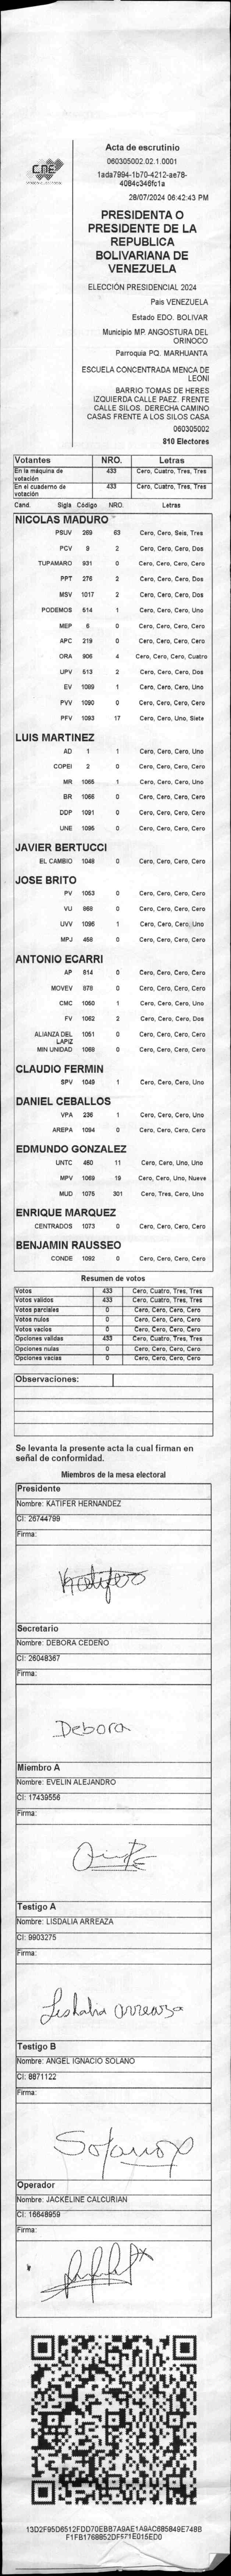 CNE
Acta de escrutinio
060305002.02.1.0001
1ada7994-1b70-4212-ae78-
4084c346fc1a
28/07/2024 06:42:43 PM
PRESIDENTA O
PRESIDENTE DE LA
REPUBLICA
BOLIVARIANA DE
VENEZUELA
ELECCIÓN PRESIDENCIAL 2024
Pais VENEZUELA
Estado EDO. BOLIVAR
Municipio MP. ANGOSTURA DEL
ORINOCO
Parroquia PQ. MARHUANTA
ESCUELA CONCENTRADA MENCA DE
LEONI
BARRIO TOMAS DE HERES
IZQUIERDA CALLE PAEZ. FRENTE
CALLE SILOS. DERECHA CAMINO
CASAS FRENTE A LOS SILOS CASA
060305002
810 Electores
Votantes NRO. Letras
En la máquina de votación 433 Cero, Cuatro, Tres, Tres
En el cuaderno de votación 433 Cero, Cuatro, Tres, Tres
Cand. Sigla Código NRO. Letras
NICOLAS MADURO
PSUV 269 63 Cero, Cero, Seis, Tres
PCV 9 2 Cero, Cero, Cero, Dos
TUPAMARO 931 0 Cero, Cero, Cero, Cero
PPT 276 2 Cero, Cero, Cero, Dos
MSV 1017 2 Cero, Cero, Cero, Dos
PODEMOS 514 1 Cero, Cero, Cero, Uno
MEP 6 0 Cero, Cero, Cero, Cero
APC 219 0 Cero, Cero, Cero, Cero
ORA 906 4 Cero, Cero, Cero, Cuatro
UPV 513 2 Cero, Cero, Cero, Dos
EV 1089 1 Cero, Cero, Cero, Uno
PVV 1090 0 Cero, Cero, Cero, Cero
PFV 1093 17 Cero, Cero, Uno, Siete
LUIS MARTINEZ
AD 1 1 Cero, Cero, Cero, Uno
COPEI 2 0 Cero, Cero, Cero, Cero
MR 1065 1 Cero, Cero, Cero, Uno
BR 1066 0 Cero, Cero, Cero, Cero
DDP 1091 0 Cero, Cero, Cero, Cero
UNE 1095 0 Cero, Cero, Cero, Cero
JAVIER BERTUCCI
EL CAMBIO 1048 0 Cero, Cero, Cero, Cero
JOSE BRITO
PV 1053 0 Cero, Cero, Cero, Cero
VU 968 0 Cero, Cero, Cero, Cero
UVV 1096 1 Cero, Cero, Cero, Uno
MPJ 458 0 Cero, Cero, Cero, Cero
ANTONIO ECARRI
AP 914 0 Cero, Cero, Cero, Cero
MOVEV 878 0 Cero, Cero, Cero, Cero
CMC 1050 1 Cero, Cero, Cero, Uno
FV 1062 2 Cero, Cero, Cero, Dos
ALIANZA DEL LAPIZ 1051 0 Cero, Cero, Cero, Cero
MIN UNIDAD 1068 0 Cero, Cero, Cero, Cero
CLAUDIO FERMIN
SPV 1049 1 Cero, Cero, Cero, Uno
DANIEL CEBALLOS
VPA 236 1 Cero, Cero, Cero, Uno
AREPA 1094 0 Cero, Cero, Cero, Cero
EDMUNDO GONZALEZ
UNTC 460 11 Cero, Cero, Uno, Uno
MPV 1069 19 Cero, Cero, Uno, Nueve
MUD 1075 301 Cero, Tres, Cero, Uno
ENRIQUE MARQUEZ
CENTRADOS 1073 0 Cero, Cero, Cero, Cero
BENJAMIN RAUSSEO
CONDE 1092 0 Cero, Cero, Cero, Cero
Resumen de votos
Votos 433 Cero, Cuatro, Tres, Tres
Votos validos 433 Cero, Cuatro, Tres, Tres
Votos parciales 0 Cero, Cero, Cero, Cero
Votos nulos 0 Cero, Cero, Cero, Cero
Votos vacíos 0 Cero, Cero, Cero, Cero
Opciones validas 433 Cero, Cuatro, Tres, Tres
Opciones nulas 0 Cero, Cero, Cero, Cero
Opciones vacias 0 Cero, Cero, Cero, Cero
Observaciones:
Se levanta la presente acta la cual firman en
señal de conformidad.
Miembros de la mesa electoral
Presidente
Nombre: KATIFER HERNANDEZ
CI: 26744799
Firma:
Katifer
Secretario
Nombre: DEBORA CEDEÑO
CI: 26048367
Firma:
Debora
Miembro A
Nombre: EVELIN ALEJANDRO
CI: 17439556
Firma:
Testigo A
Nombre: LISDALIA ARREAZA
CI: 9903275
Firma:
Lisdalia Arreaza
Testigo B
Nombre: ANGEL IGNACIO SOLANO
CI: 8871122
Firma:
Solano
Operador
Nombre: JACKELINE CALCURIAN
CI: 16648959
Firma: